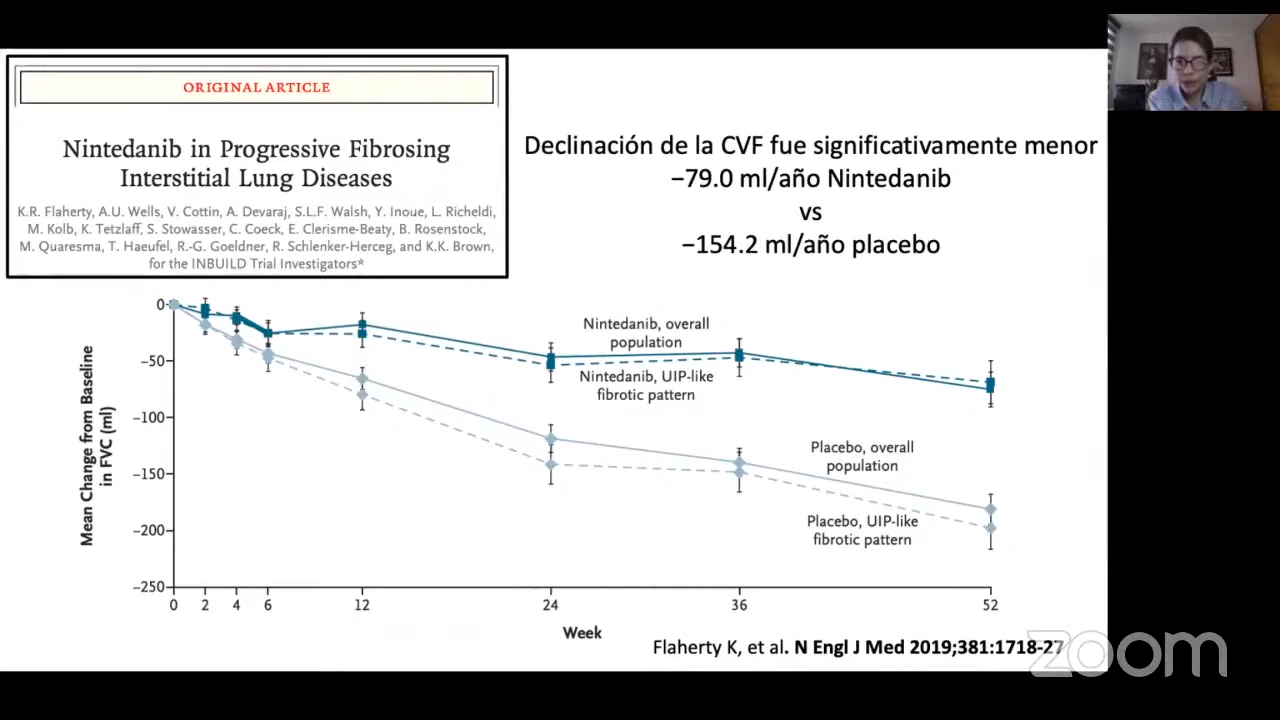 ORIGINAL ARTICLE
Nintedanib in Progressive Fibrosing
Interstitial Lung Diseases
K.R. Flaherty, A.U. Wells, V. Cottin, A. Devaraj, S.L.F. Walsh, Y. Inoue, L. Richeldi,
M. Kolb, K. Tetzlaff, S. Stowasser, C. Coeck, E. Clerisme-Beaty, B. Rosenstock,
M. Quaresma, T. Haeufel, R.-G. Goeldner, R. Schlenker-Herceg, and K.K. Brown,
for the INBUILD Trial Investigators*
Declinación de la CVF fue significativamente menor
−79.0 ml/año Nintedanib
vs
−154.2 ml/año placebo
Mean Change from Baseline
in FVC (ml)
0
−50
−100
−150
−200
−250
Nintedanib, overall
population
Nintedanib, UIP-like
fibrotic pattern
Placebo, overall
population
Placebo, UIP-like
fibrotic pattern
0 2 4 6 12 24 36 52
Week
Flaherty K, et al. N Engl J Med 2019;381:1718-27
zoom